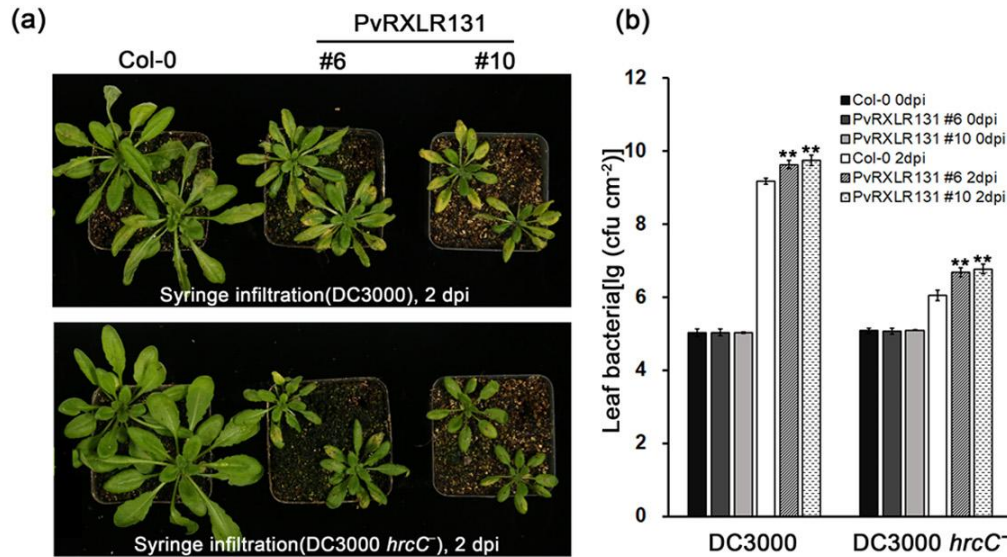 (a)
PvRXLR131
Col-0 #6 #10
Syringe infiltration(DC3000), 2 dpi
Syringe infiltration(DC3000 hrcC⁻), 2 dpi
(b)
Leaf bacteria[lg (cfu cm⁻²)]
12
10
8
6
4
2
0
Col-0 0dpi
PvRXLR131 #6 0dpi
PvRXLR131 #10 0dpi
Col-0 2dpi
PvRXLR131 #6 2dpi
PvRXLR131 #10 2dpi
** **
** **
DC3000 DC3000 hrcC⁻